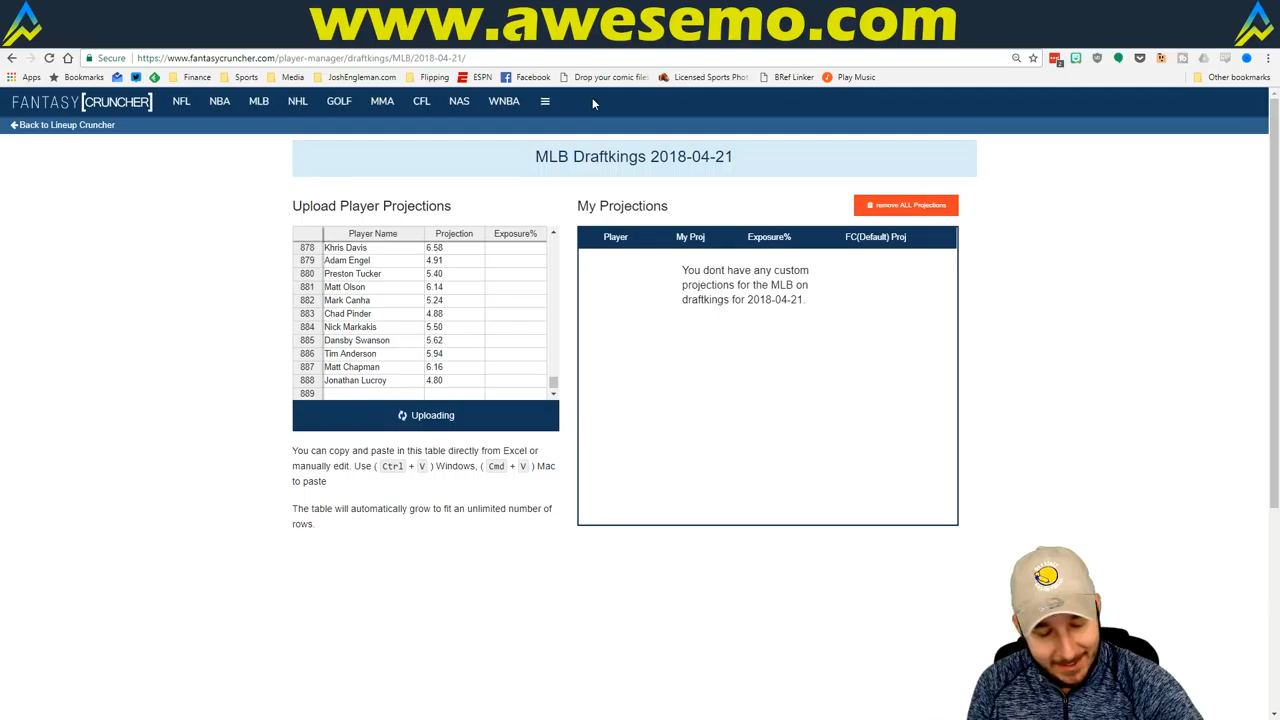 www.awesemo.com
Secure
https://www.fantasycruncher.com/player-manager/draftkings/MLB/2018-04-21/
Apps Bookmarks Finance Sports Media JoshEngleman.com Flipping ESPN Facebook Drop your comic files Licensed Sports Phot BRef Linker Play Music Other bookmarks
FANTASY [CRUNCHER] NFL NBA MLB NHL GOLF MMA CFL NAS WNBA
Back to Lineup Cruncher
MLB Draftkings 2018-04-21
Upload Player Projections
Player Name Projection Exposure%
878 Khris Davis 6.58
879 Adam Engel 4.91
880 Preston Tucker 5.40
881 Matt Olson 6.14
882 Mark Canha 5.24
883 Chad Pinder 4.88
884 Nick Markakis 5.50
885 Dansby Swanson 5.62
886 Tim Anderson 5.94
887 Matt Chapman 6.16
888 Jonathan Lucroy 4.80
889
Uploading
You can copy and paste in this table directly from Excel or
manually edit. Use ( Ctrl + V ) Windows, ( Cmd + V ) Mac
to paste
The table will automatically grow to fit an unlimited number of
rows.
My Projections
remove ALL Projections
Player My Proj Exposure% FC(Default) Proj
You dont have any custom
projections for the MLB on
draftkings for 2018-04-21.